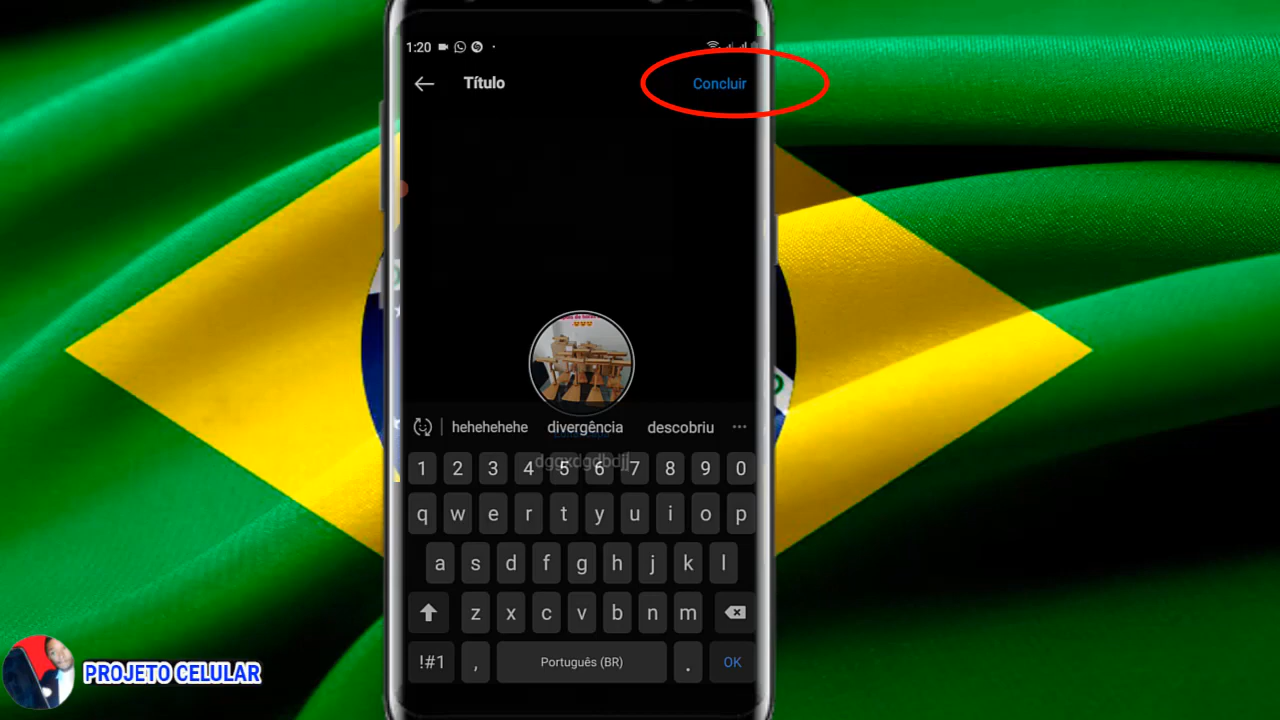 1:20
Título
Concluir
hehehehehe divergência descobriu
dggxdgdbdjj
1 2 3 4 5 6 7 8 9 0
q w e r t y u i o p
a s d f g h j k l
z x c v b n m
!#1 , Português (BR) . OK
PROJETO CELULAR